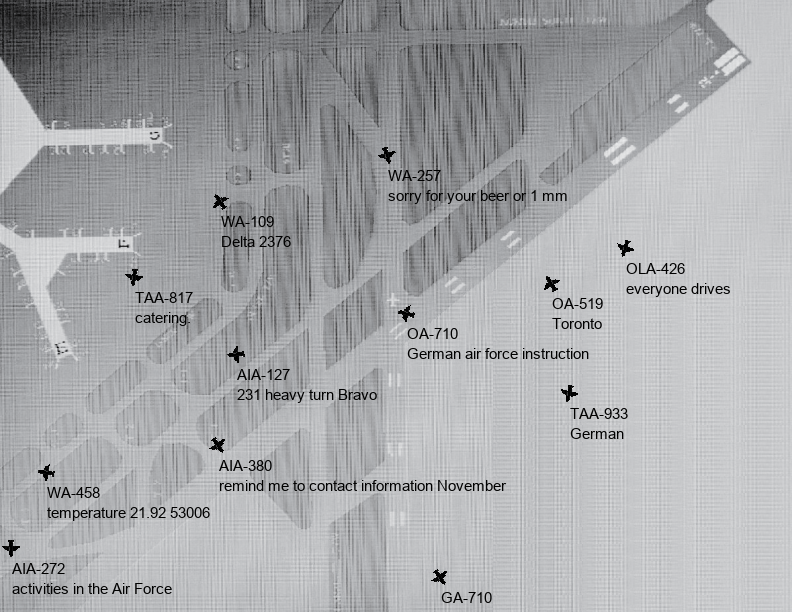 WA-257
sorry for your beer or 1 mm
WA-109
Delta 2376
OLA-426
everyone drives
TAA-817
catering.
OA-519
Toronto
OA-710
German air force instruction
AIA-127
231 heavy turn Bravo
TAA-933
German
AIA-380
remind me to contact information November
WA-458
temperature 21.92 53006
AIA-272
activities in the Air Force
GA-710